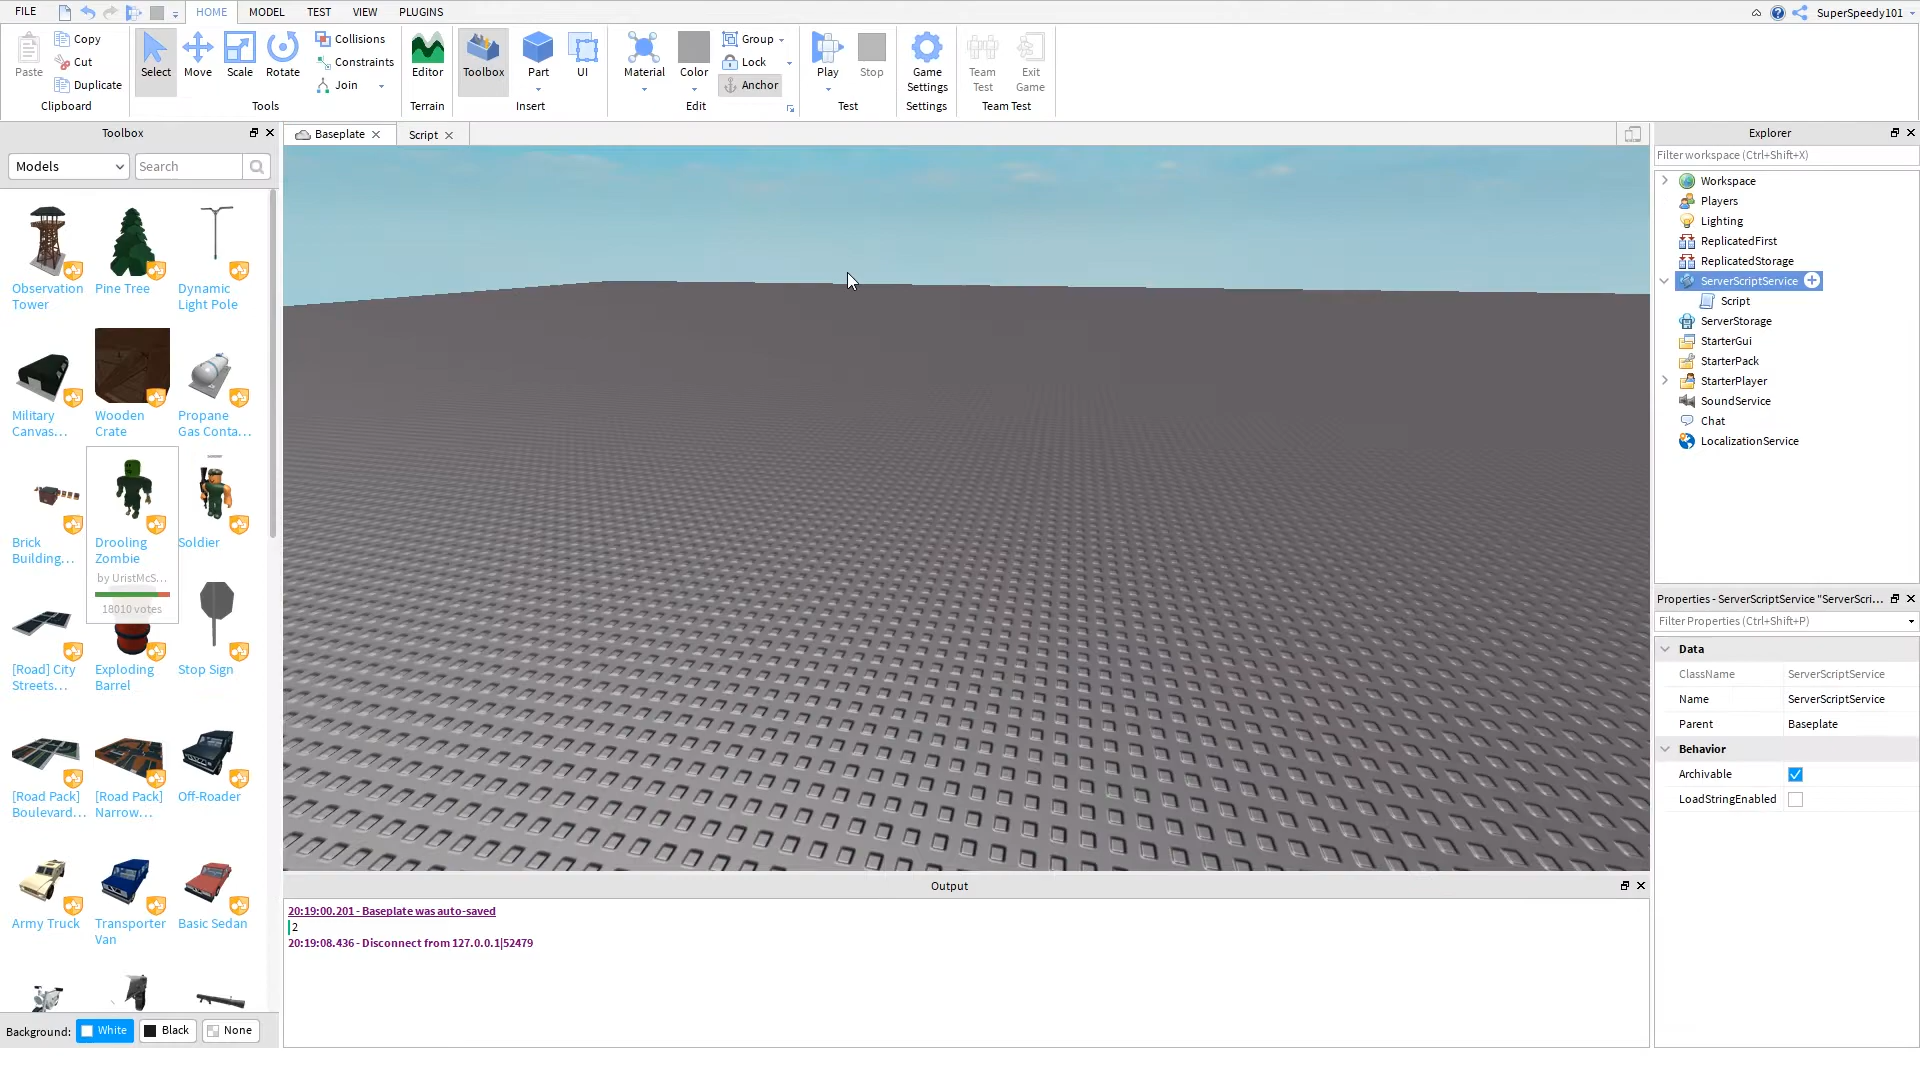 FILE
HOME
MODEL
TEST
VIEW
PLUGINS
SuperSpeedy101
Paste
Copy
Cut
Duplicate
Clipboard
Select
Move
Scale
Rotate
Collisions
Constraints
Join
Tools
Editor
Terrain
Toolbox
Part
UI
Insert
Material
Color
Group
Lock
Anchor
Edit
Play
Stop
Test
Game
Settings
Settings
Team
Test
Exit
Game
Team Test
Toolbox
Models
Search
Observation
Tower
Pine Tree
Dynamic
Light Pole
Military
Canvas...
Wooden
Crate
Propane
Gas Conta...
Brick
Building...
Drooling
Zombie
by UristMcS...
18010 votes
Soldier
[Road] City
Streets...
Exploding
Barrel
Stop Sign
[Road Pack]
Boulevard...
[Road Pack]
Narrow...
Off-Roader
Army Truck
Transporter
Van
Basic Sedan
Background:
White
Black
None
Baseplate
Script
Output
20:19:00.201 - Baseplate was auto-saved
2
20:19:08.436 - Disconnect from 127.0.0.1|52479
Explorer
Filter workspace (Ctrl+Shift+X)
Workspace
Players
Lighting
ReplicatedFirst
ReplicatedStorage
ServerScriptService
Script
ServerStorage
StarterGui
StarterPack
StarterPlayer
SoundService
Chat
LocalizationService
Properties - ServerScriptService "ServerScri...
Filter Properties (Ctrl+Shift+P)
Data
ClassName ServerScriptService
Name ServerScriptService
Parent Baseplate
Behavior
Archivable
LoadStringEnabled